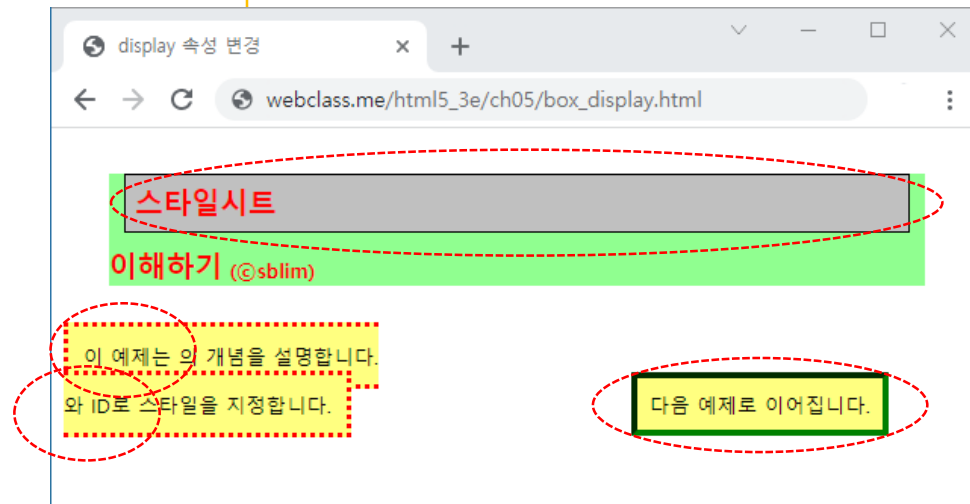 display 속성 변경
webclass.me/html5_3e/ch05/box_display.html
스타일시트
이해하기 (©sblim)
이 예제는 의 개념을 설명합니다.
와 ID로 스타일을 지정합니다.
다음 예제로 이어집니다.